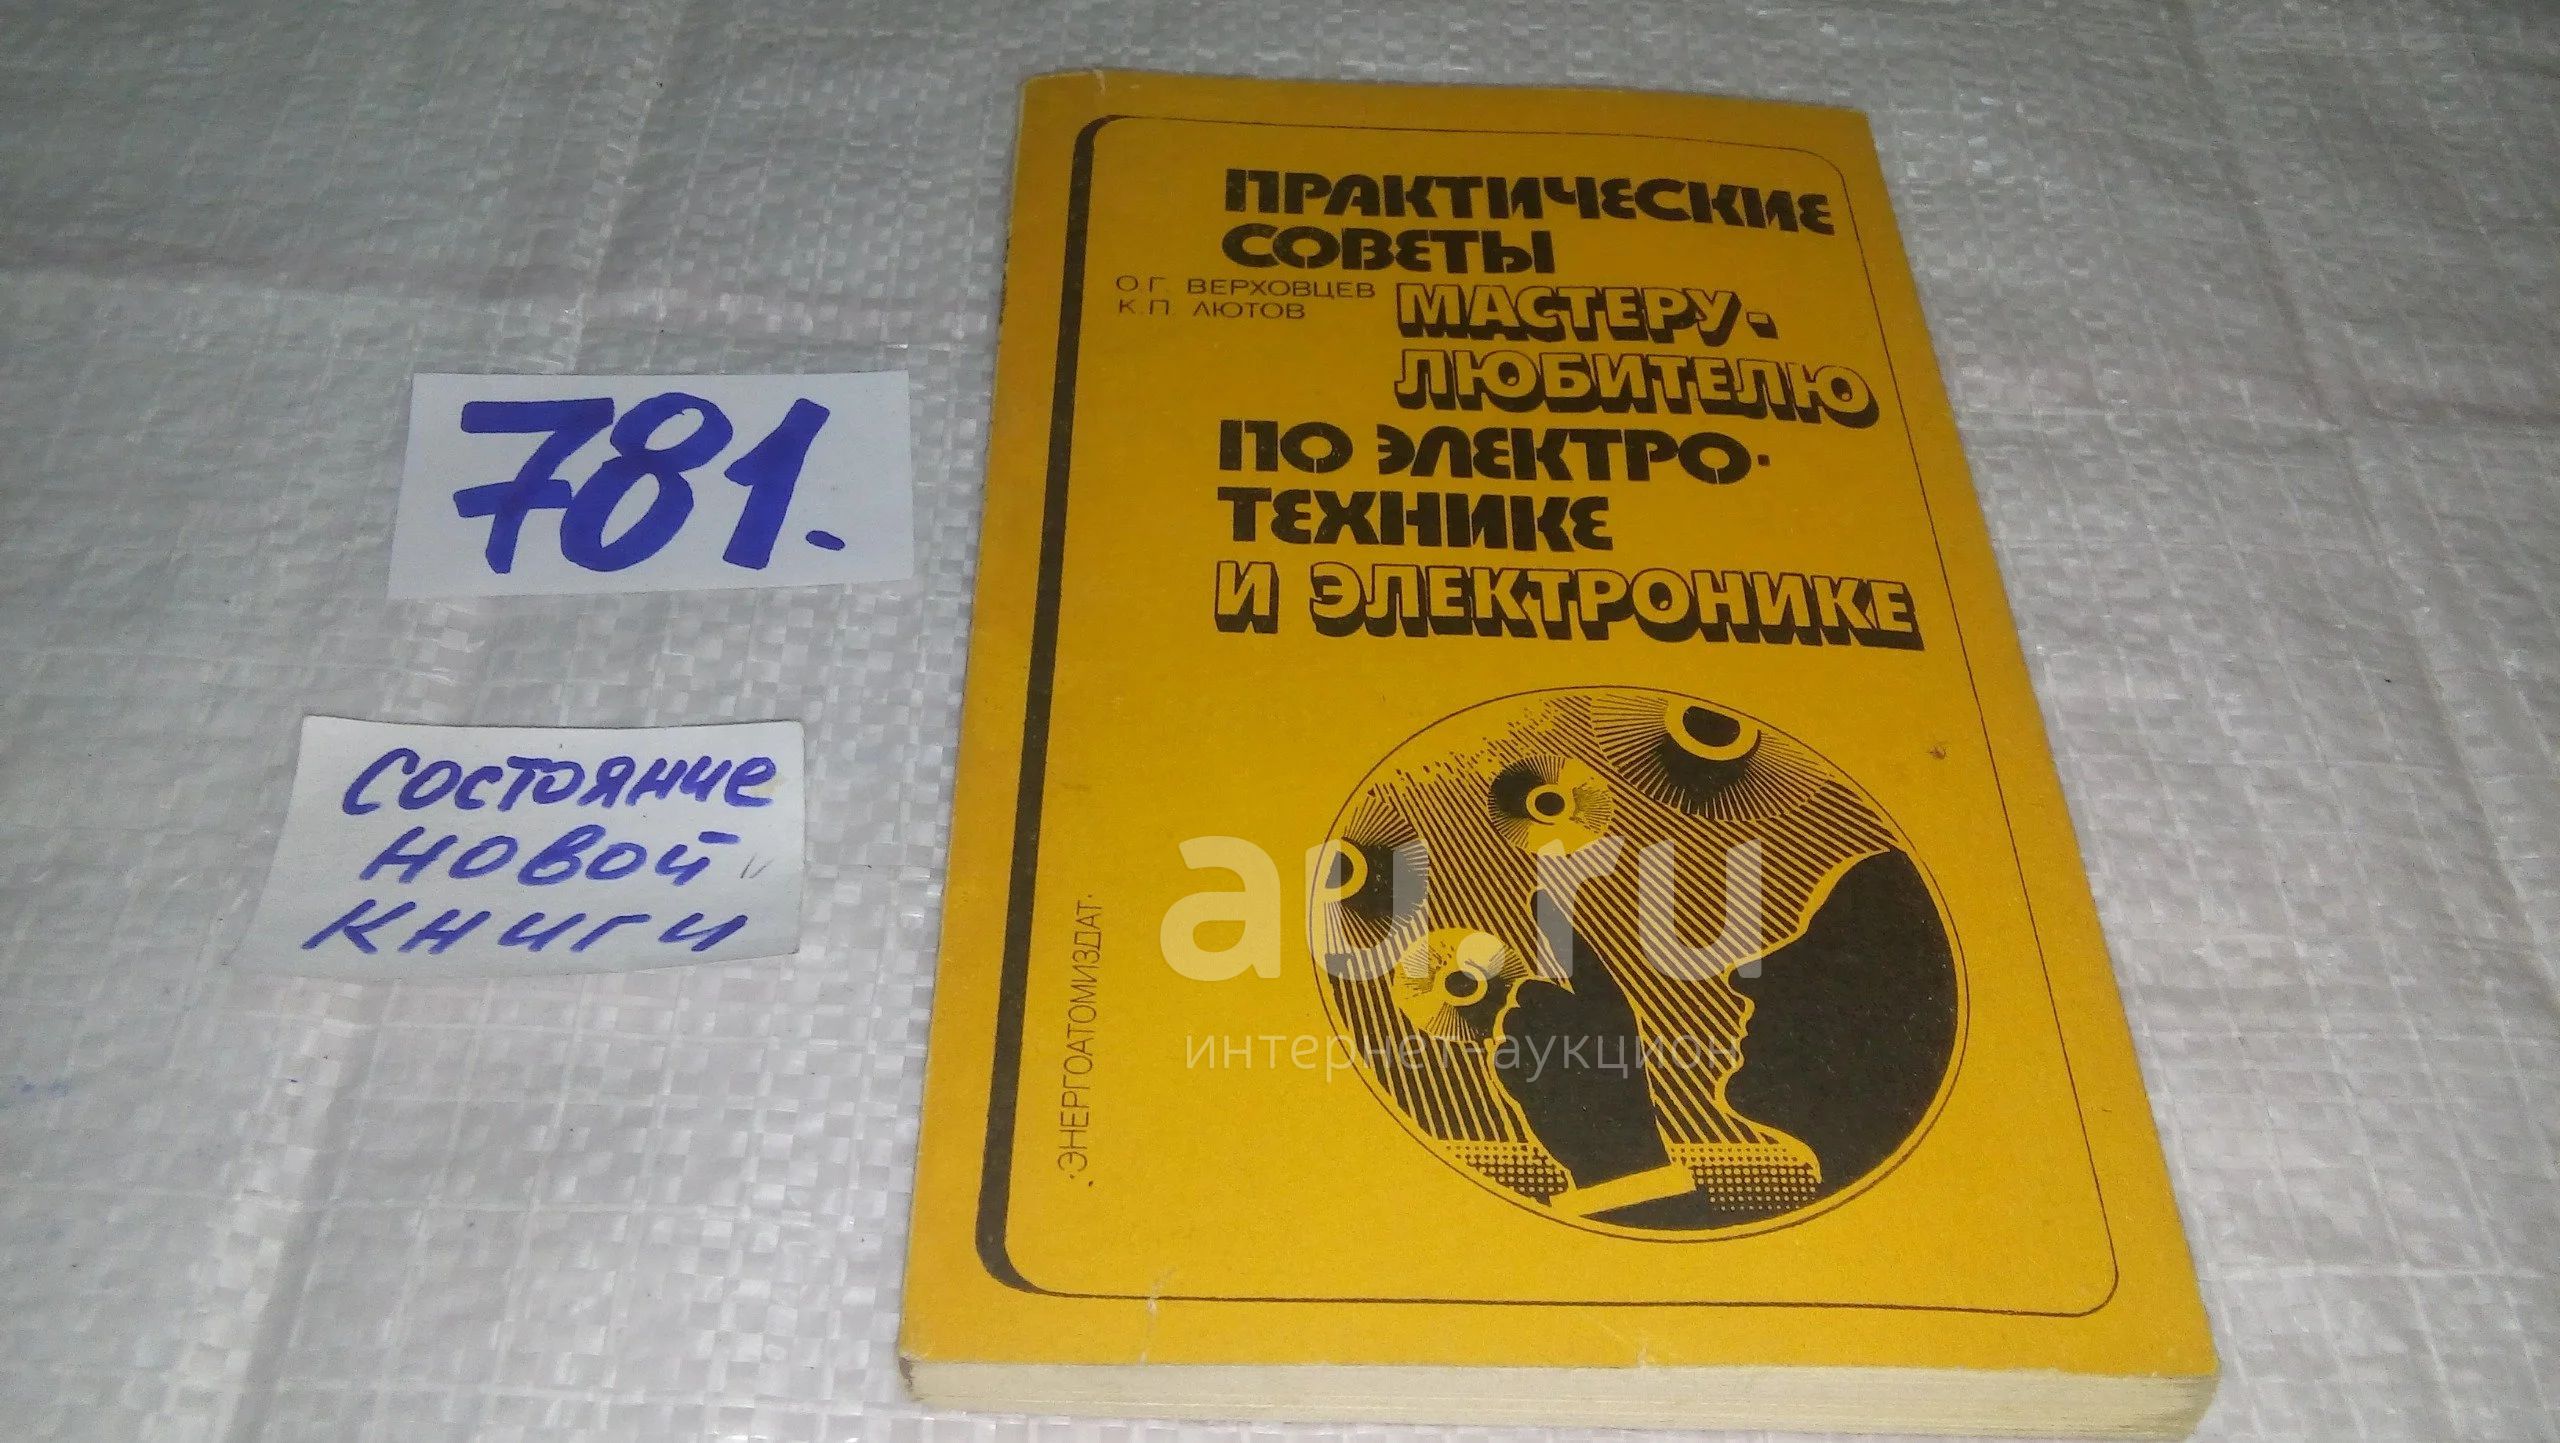 781.
состояние
новой
книги
ПРАКТИЧЕСКИЕ
СОВЕТЫ
О.Г. ВЕРХОВЦЕВ
К.П. ЛЮТОВ
МАСТЕРУ-
ЛЮБИТЕЛЮ
ПО ЭЛЕКТРО-
ТЕХНИКЕ
И ЭЛЕКТРОНИКЕ
·ЭНЕРГОАТОМИЗДАТ·
au.ru
интернет-аукцион